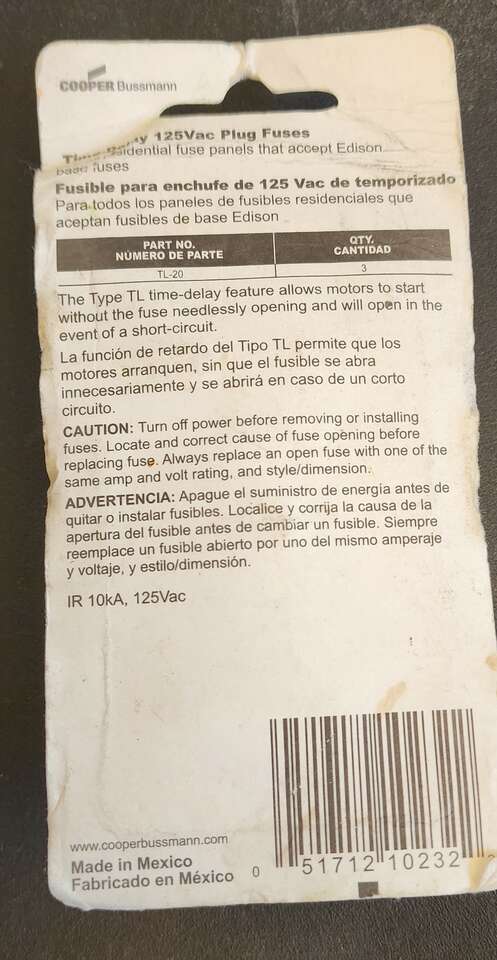 COOPER Bussmann
125Vac Plug Fuses
fuse panels that accept Edison
fuses
Fusible para enchufe de 125 Vac de temporizado
Para todos los paneles de fusibles residenciales que
aceptan fusibles de base Edison
PART NO. QTY.
NÚMERO DE PARTE CANTIDAD
TL-20 3
The Type TL time-delay feature allows motors to start
without the fuse needlessly opening and will open in the
event of a short-circuit.
La función de retardo del Tipo TL permite que los
motores arranquen, sin que el fusible se abra
innecesariamente y se abrirá en caso de un corto
circuito.
CAUTION: Turn off power before removing or installing
fuses. Locate and correct cause of fuse opening before
replacing fuse. Always replace an open fuse with one of the
same amp and volt rating, and style/dimension.
ADVERTENCIA: Apague el suministro de energía antes de
quitar o instalar fusibles. Localice y corrija la causa de la
apertura del fusible antes de cambiar un fusible. Siempre
reemplace un fusible abierto por uno del mismo amperaje
y voltaje, y estilo/dimensión.
IR 10kA, 125Vac
www.cooperbussmann.com
Made in Mexico
Fabricado en México
0 51712 10232